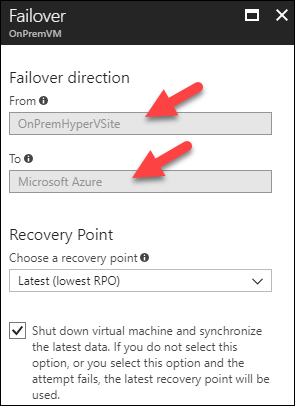 Failover
OnPremVM
Failover direction
From
OnPremHyperVSite
To
Microsoft Azure
Recovery Point
Choose a recovery point
Latest (lowest RPO)
Shut down virtual machine and synchronize
the latest data. If you do not select this
option, or you select this option and the
attempt fails, the latest recovery point will be
used.